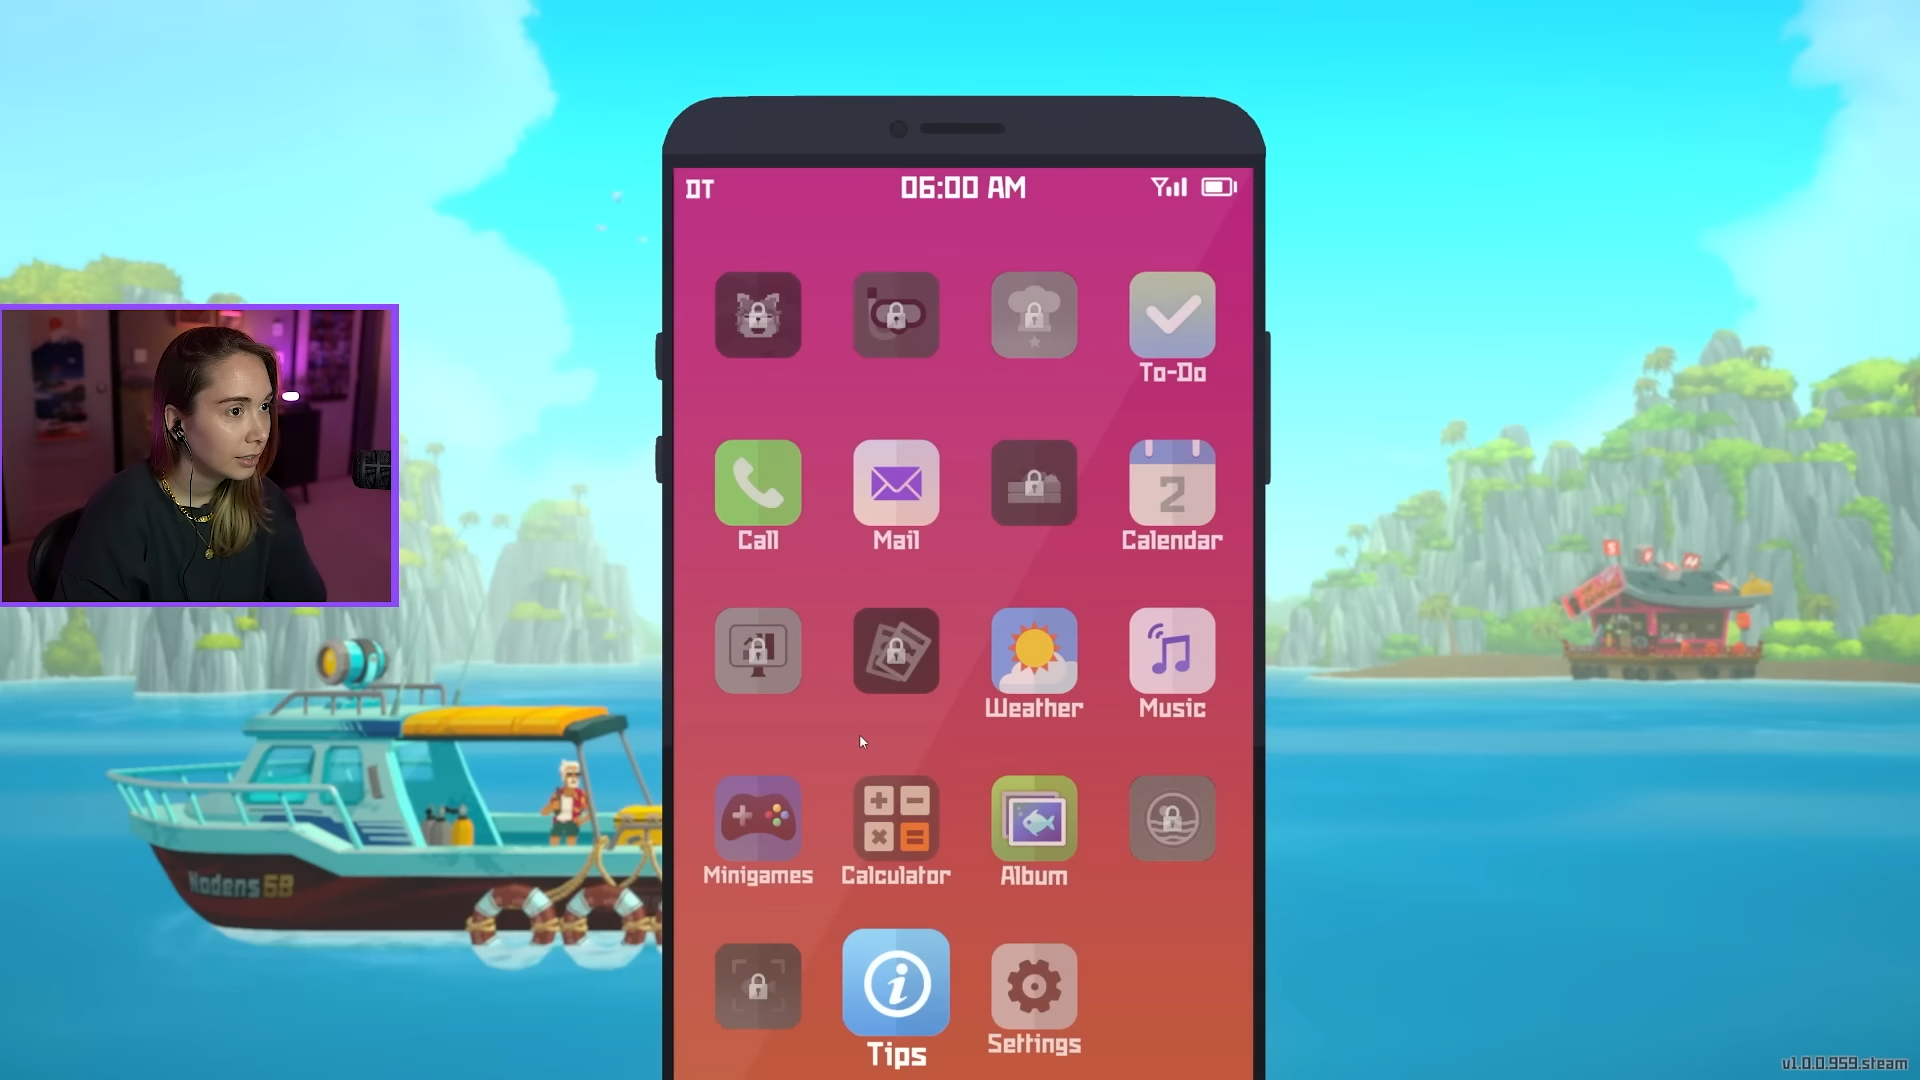 DT
06:00 AM
To-Do
Call
Mail
2
Calendar
Weather
Music
Minigames
Calculator
Album
Nodens 68
Tips
Settings
v1.0.0.959.steam